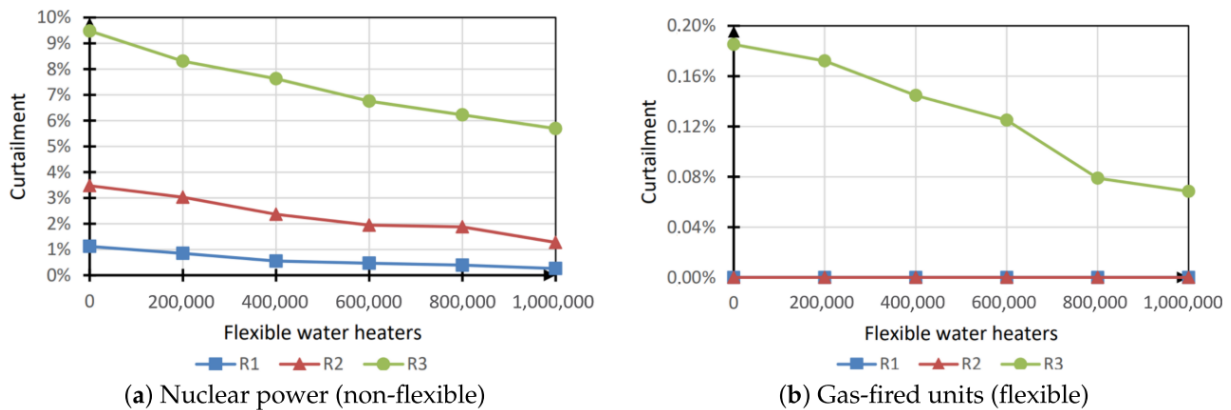 10%
9%
8%
7%
6%
5%
4%
3%
2%
1%
0%
Curtailment
0 200,000 400,000 600,000 800,000 1,000,000
Flexible water heaters
R1 R2 R3
(a) Nuclear power (non-flexible)
0.20%
0.16%
0.12%
0.08%
0.04%
0.00%
Curtailment
0 200,000 400,000 600,000 800,000 1,000,000
Flexible water heaters
R1 R2 R3
(b) Gas-fired units (flexible)